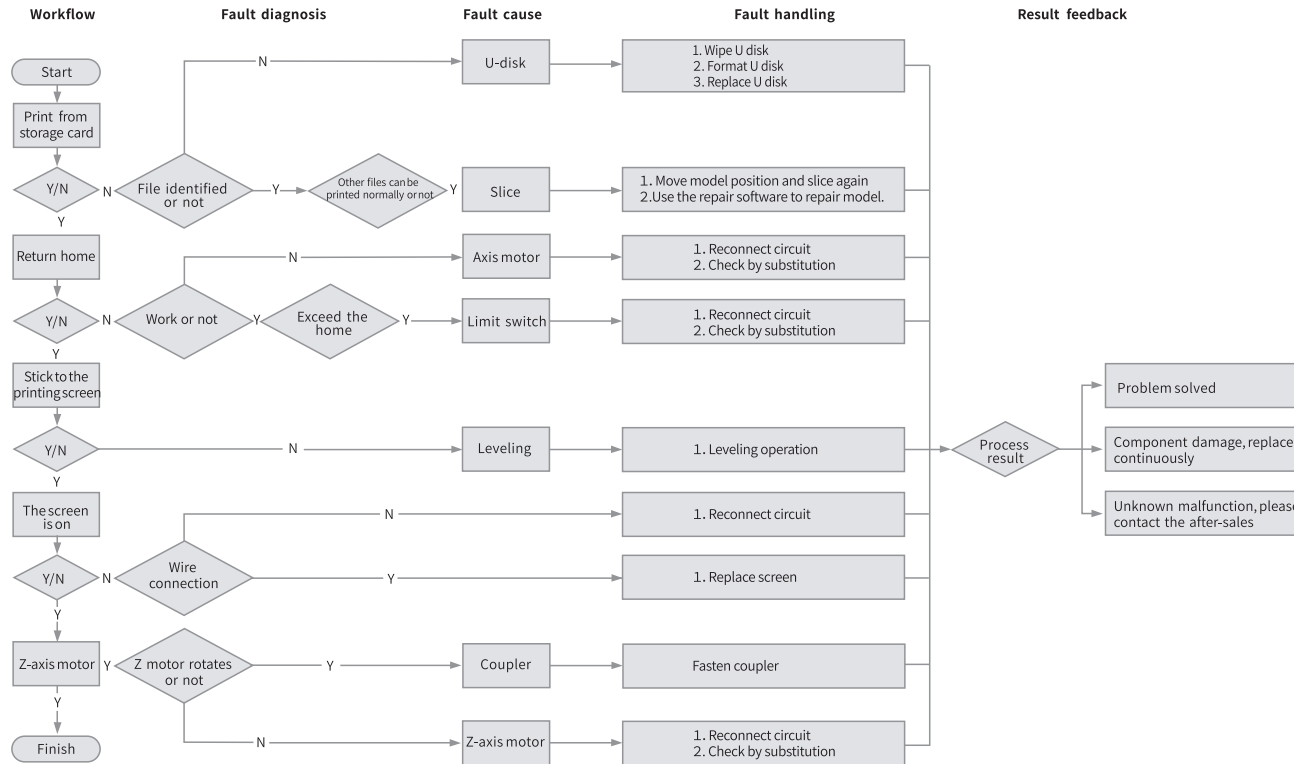 Workflow
Fault diagnosis
Fault cause
Fault handling
Result feedback
Start
Print from
storage card
Y/N
N
File identified
or not
N
Y
Other files can be
printed normally or not
Y
U-disk
1. Wipe U disk
2. Format U disk
3. Replace U disk
Slice
1. Move model position and slice again
2.Use the repair software to repair model.
Y
Return home
Y/N
N
Work or not
N
Axis motor
1. Reconnect circuit
2. Check by substitution
Y
Exceed the
home
Y
Limit switch
1. Reconnect circuit
2. Check by substitution
Y
Stick to the
printing screen
Y/N
N
Leveling
1. Leveling operation
Process
result
Problem solved
Component damage, replace
continuously
Unknown malfunction, please
contact the after-sales
Y
The screen
is on
Y/N
N
Wire
connection
N
1. Reconnect circuit
Y
1. Replace screen
Y
Z-axis motor
Y
Z motor rotates
or not
Y
Coupler
Fasten coupler
Y
N
Z-axis motor
1. Reconnect circuit
2. Check by substitution
Finish